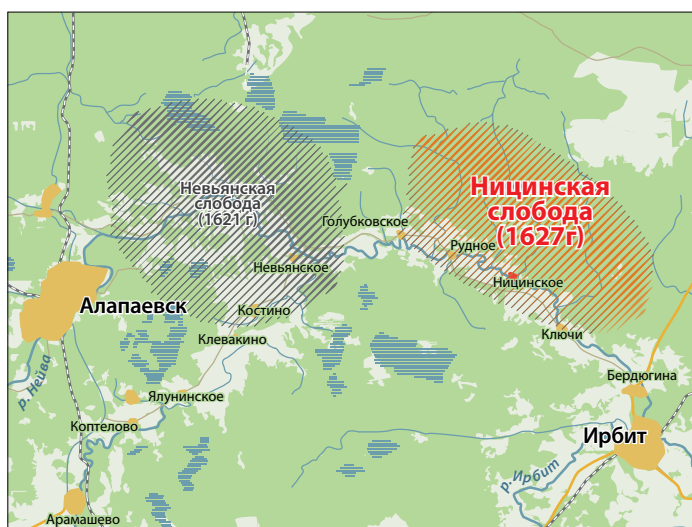 Невьянская
слобода
(1621 г)
Ницинская
слобода
(1627г)
Голубковское
Рудное
Невьянское
Ницинское
Алапаевск
Костино
Клевакино
Ключи
р. Нейва
Ялунинское
Бердюгина
Коптелово
Ирбит
р. Ирбит
Арамашево